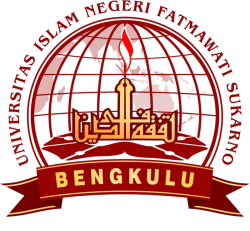 UNIVERSITAS ISLAM NEGERI FATMAWATI SUKARNO
BENGKULU